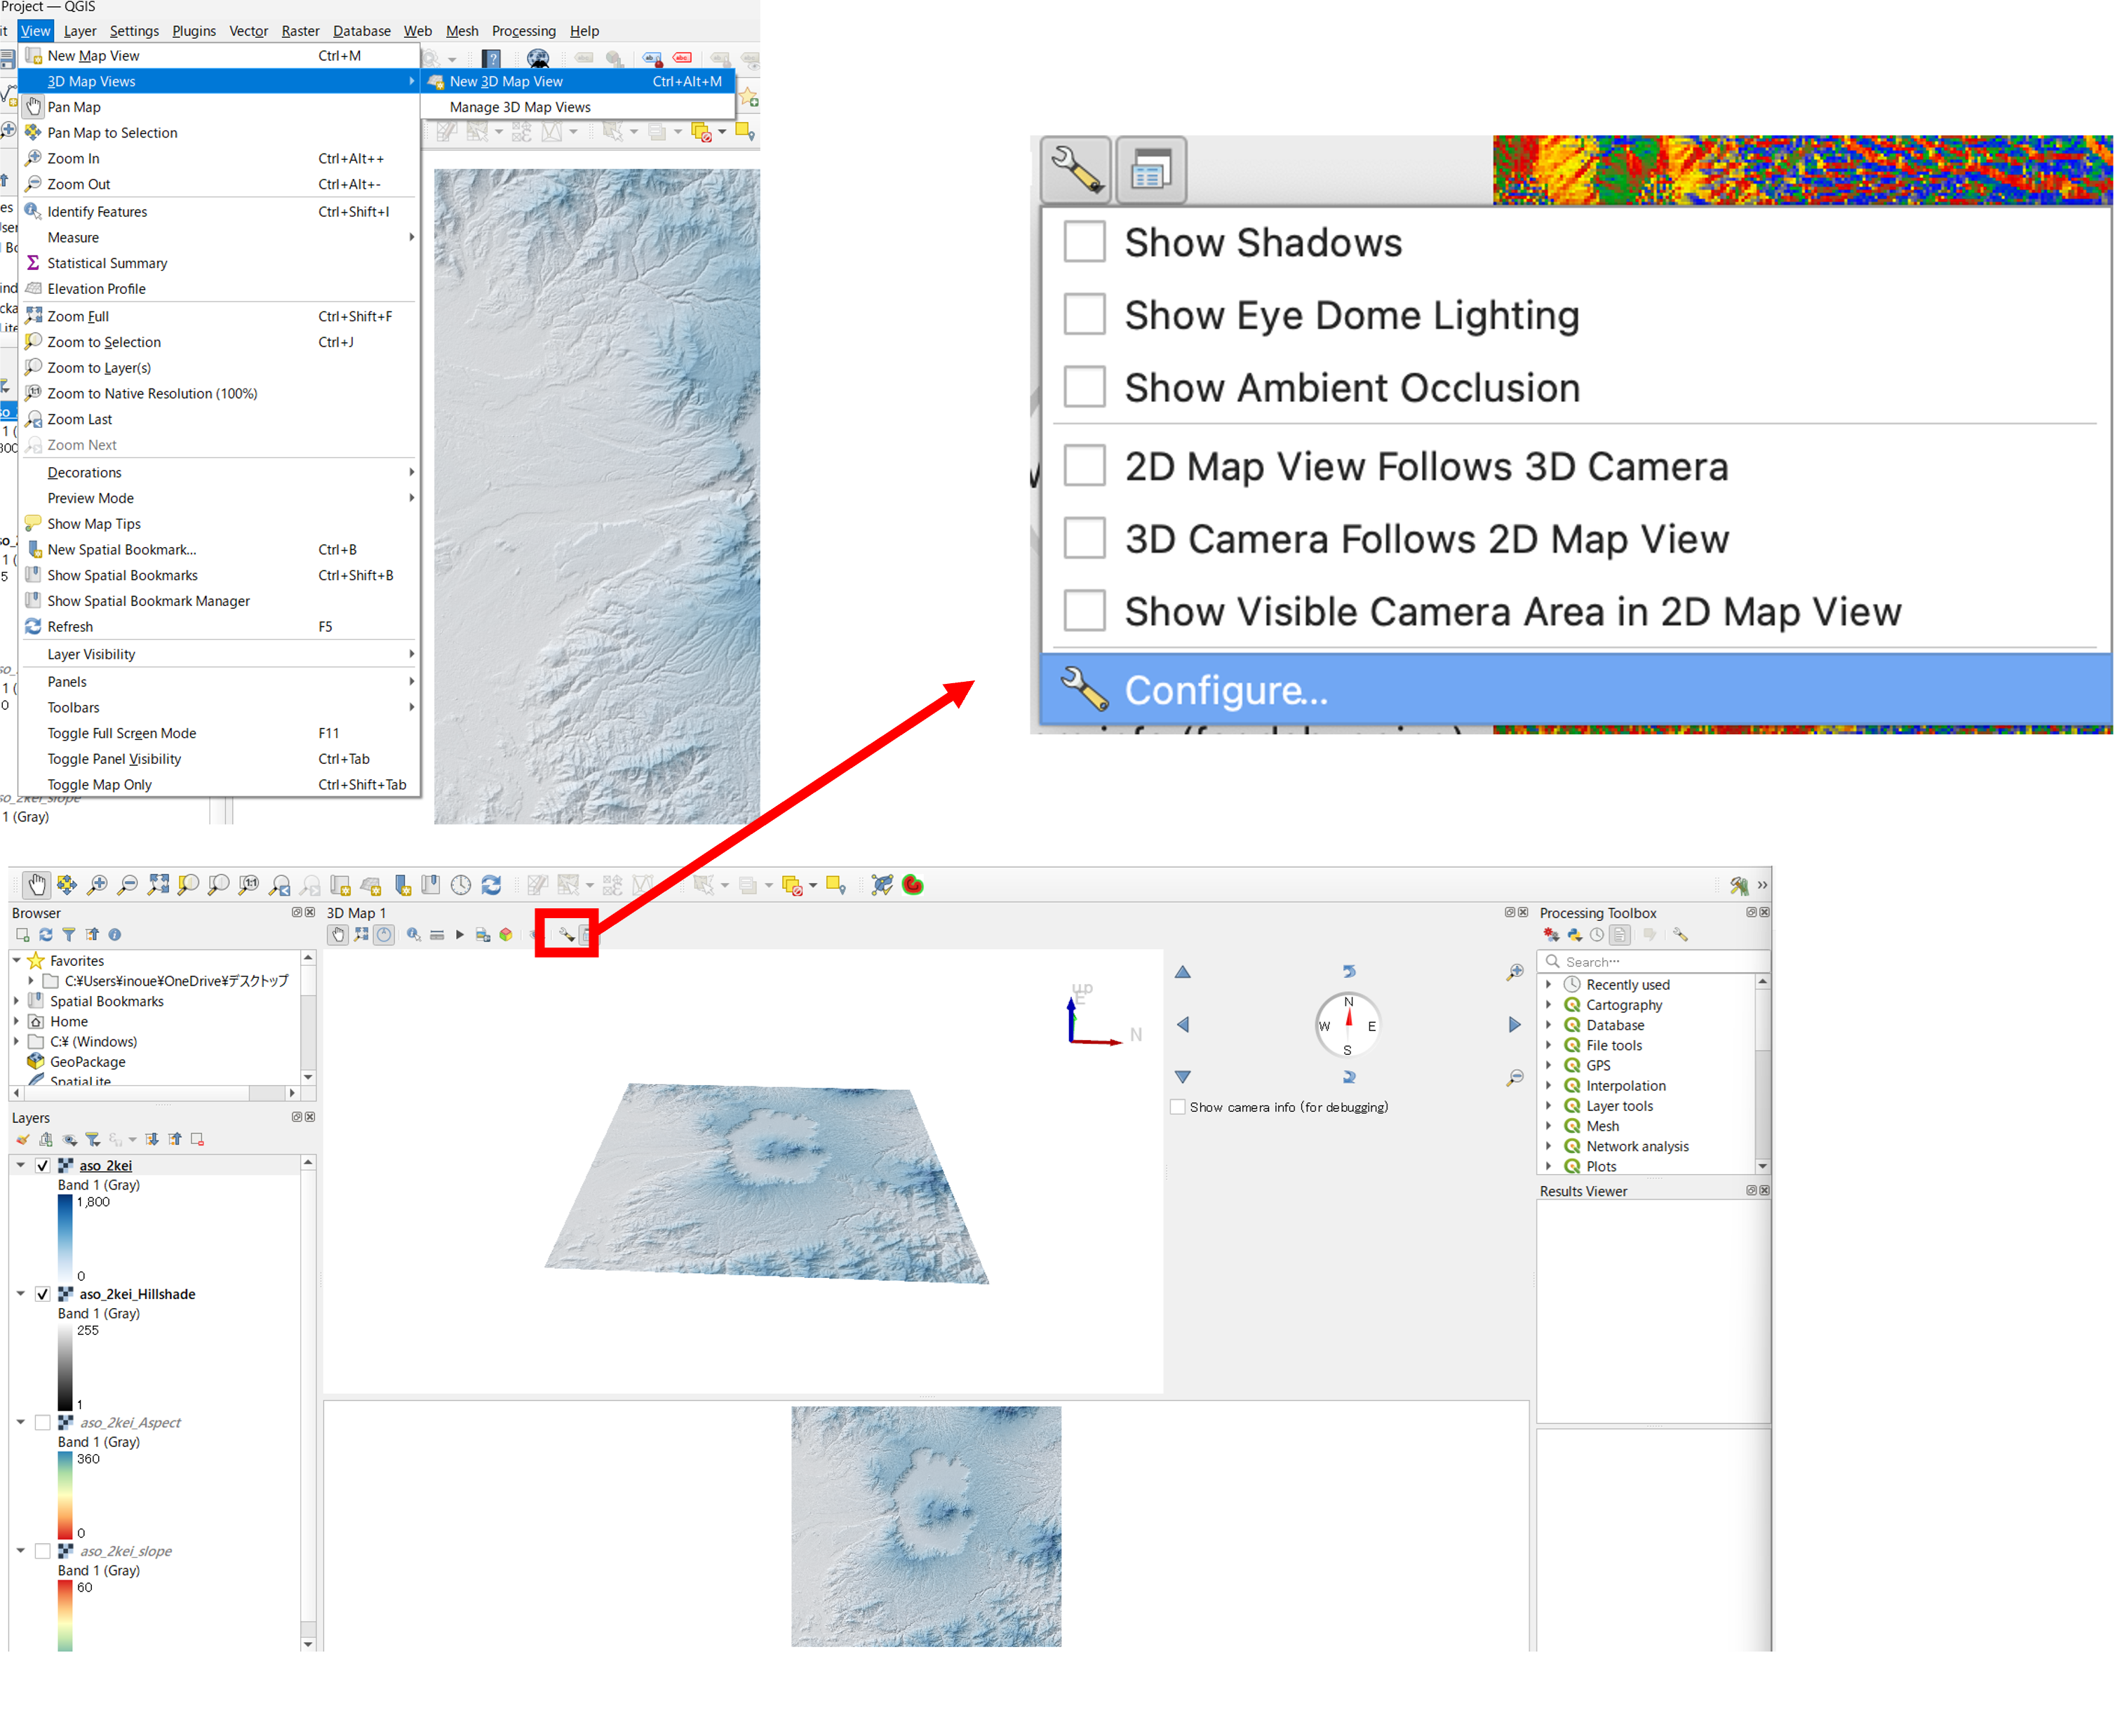 Project — QGIS
it View Layer Settings Plugins Vector Raster Database Web Mesh Processing Help
New Map View Ctrl+M
3D Map Views
New 3D Map View Ctrl+Alt+M
Manage 3D Map Views
Pan Map
Pan Map to Selection
Zoom In Ctrl+Alt++
Zoom Out Ctrl+Alt+-
Identify Features Ctrl+Shift+I
Measure
Statistical Summary
Elevation Profile
Zoom Full Ctrl+Shift+F
Zoom to Selection Ctrl+J
Zoom to Layer(s)
Zoom to Native Resolution (100%)
Zoom Last
Zoom Next
Decorations
Preview Mode
Show Map Tips
New Spatial Bookmark... Ctrl+B
Show Spatial Bookmarks Ctrl+Shift+B
Show Spatial Bookmark Manager
Refresh F5
Layer Visibility
Panels
Toolbars
Toggle Full Screen Mode F11
Toggle Panel Visibility Ctrl+Tab
Toggle Map Only Ctrl+Shift+Tab
1 (Gray)
Show Shadows
Show Eye Dome Lighting
Show Ambient Occlusion
2D Map View Follows 3D Camera
3D Camera Follows 2D Map View
Show Visible Camera Area in 2D Map View
Configure...
Browser
Favorites
C:¥Users¥inoue¥OneDrive¥デスクトップ
Spatial Bookmarks
Home
C:¥ (Windows)
GeoPackage
SpatiaLite
Layers
aso_2kei
Band 1 (Gray)
1,800
0
aso_2kei_Hillshade
Band 1 (Gray)
255
1
aso_2kei_Aspect
Band 1 (Gray)
360
0
aso_2kei_slope
Band 1 (Gray)
60
3D Map 1
up
E
N
N
W E
S
Show camera info (for debugging)
Processing Toolbox
Search…
Recently used
Cartography
Database
File tools
GPS
Interpolation
Layer tools
Mesh
Network analysis
Plots
Results Viewer